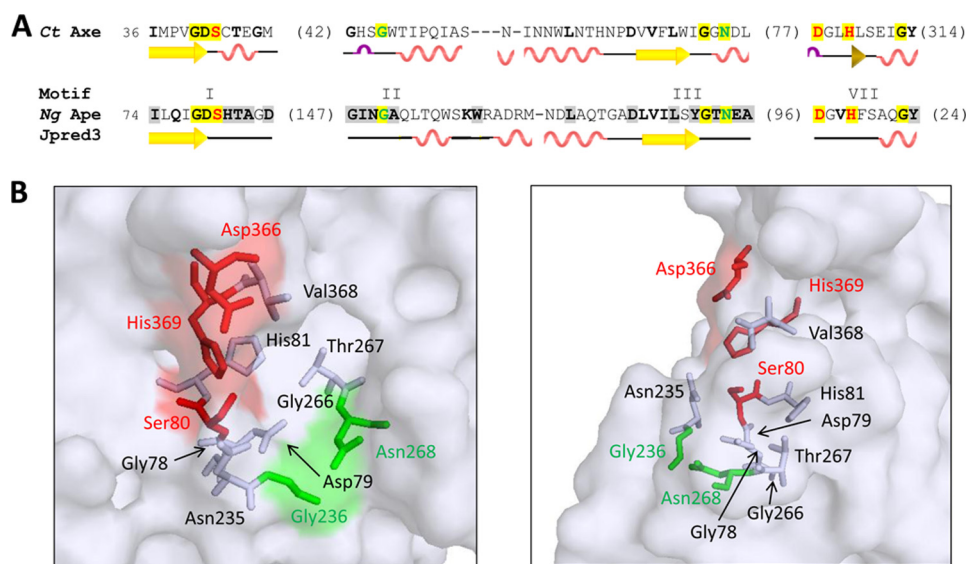 A
Ct Axe 36 IMPVGDSCTEGM (42) GHSGWTIPQIAS---N-INNWLNTHNPDVVFLWIGGNDL (77) DGLHLSEIGY (314)
Motif I II III VII
Ng Ape 74 ILQIGDSHTAGD (147) GINGAQLTQWSKWRADRM-NDLAQTGADLVILSYGTNEA (96) DGVHFSAQGY (24)
Jpred3
B
Asp366
Val368
His369
His81
Thr267
Gly266
Ser80
Asn268
Gly78
Asp79
Asn235
Gly236
Asp366
His369
Val368
Ser80
Asn235
His81
Asp79
Gly236
Thr267
Asn268
Gly266
Gly78